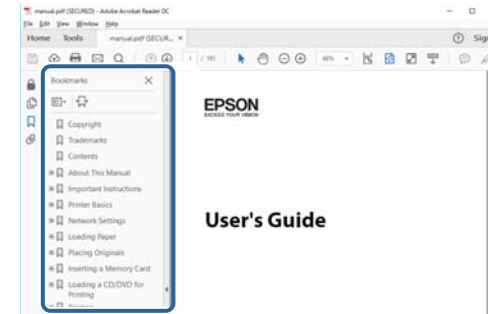 manual.pdf (SECURED) - Adobe Acrobat Reader DC
File Edit View Window Help
Home Tools manual.pdf (SECUR... ×
Bookmarks
Copyright
Trademarks
Contents
About This Manual
Important Instructions
Printer Basics
Network Settings
Loading Paper
Placing Originals
Inserting a Memory Card
Loading a CD/DVD for
Printing
EPSON
EXCEED YOUR VISION
User's Guide